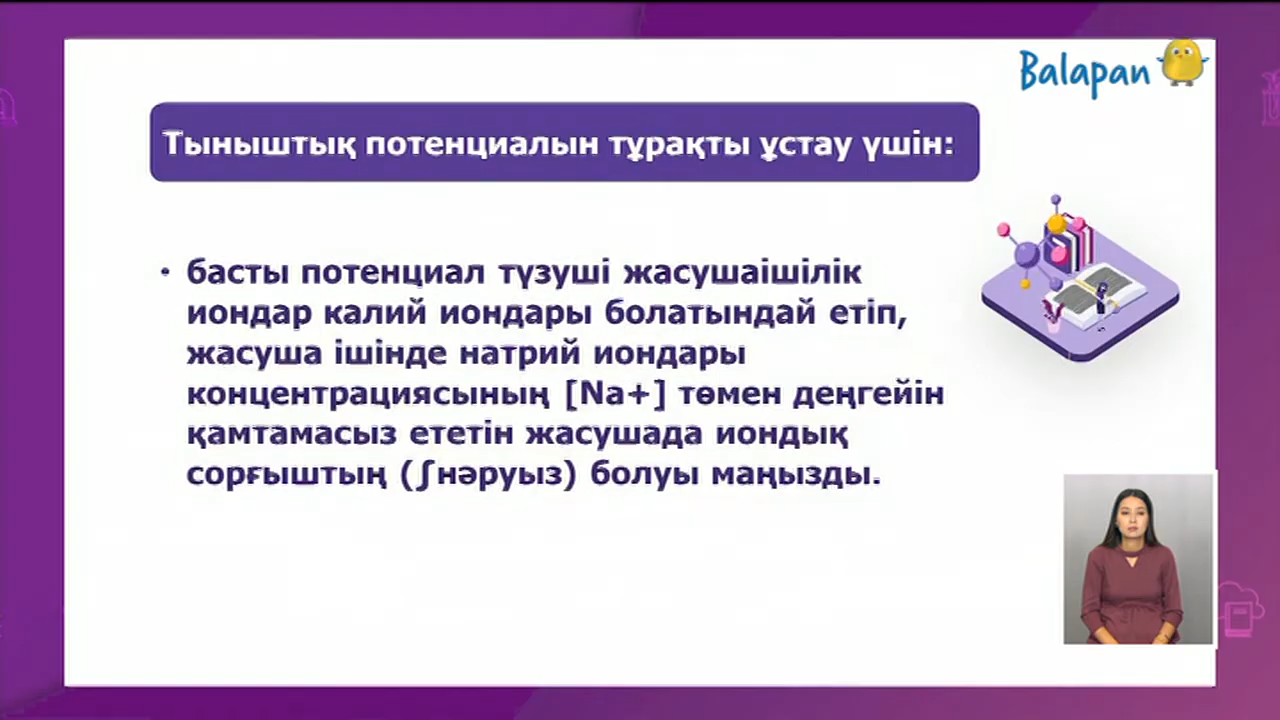 Balapan
Тыныштық потенциалын тұрақты ұстау үшін:
• басты потенциал түзуші жасушаішілік
иондар калий иондары болатындай етіп,
жасуша ішінде натрий иондары
концентрациясының [Na+] төмен деңгейін
қамтамасыз ететін жасушада иондық
сорғыштың (∫нәруыз) болуы маңызды.